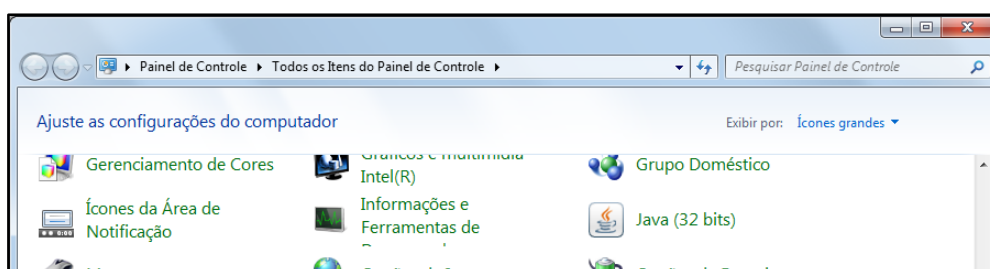 Painel de Controle Todos os Itens do Painel de Controle
Pesquisar Painel de Controle
Ajuste as configurações do computador
Exibir por: Ícones grandes
Gerenciamento de Cores
Gráficos e multimídia
Intel(R)
Grupo Doméstico
Ícones da Área de
Notificação
Informações e
Ferramentas de
Java (32 bits)